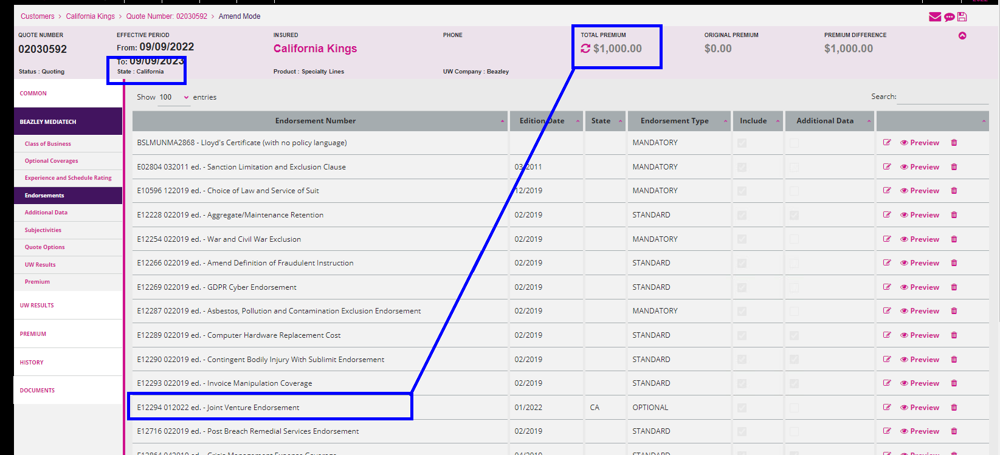 Customers > California Kings > Quote Number: 02030592 > Amend Mode
QUOTE NUMBER EFFECTIVE PERIOD INSURED PHONE TOTAL PREMIUM ORIGINAL PREMIUM PREMIUM DIFFERENCE
02030592 From: 09/09/2022 California Kings $1,000.00 $0.00 $1,000.00
To: 09/09/2023
Status : Quoting State : California Product : Specialty Lines UW Company : Beazley
COMMON
BEAZLEY MEDIATECH
Class of Business
Optional Coverages
Experience and Schedule Rating
Endorsements
Additional Data
Subjectivities
Quote Options
UW Results
Premium
UW RESULTS
PREMIUM
HISTORY
DOCUMENTS
Show 100 entries Search:
Endorsement Number Edition Date State Endorsement Type Include Additional Data
BSLMUNMA2868 - Lloyd's Certificate (with no policy language) MANDATORY Preview
E02804 032011 ed. - Sanction Limitation and Exclusion Clause 03/2011 MANDATORY Preview
E10596 122019 ed. - Choice of Law and Service of Suit 12/2019 MANDATORY Preview
E12228 022019 ed. - Aggregate/Maintenance Retention 02/2019 STANDARD Preview
E12254 022019 ed. - War and Civil War Exclusion 02/2019 MANDATORY Preview
E12266 022019 ed. - Amend Definition of Fraudulent Instruction 02/2019 STANDARD Preview
E12269 022019 ed. - GDPR Cyber Endorsement 02/2019 STANDARD Preview
E12287 022019 ed. - Asbestos, Pollution and Contamination Exclusion Endorsement 02/2019 MANDATORY Preview
E12289 022019 ed. - Computer Hardware Replacement Cost 02/2019 STANDARD Preview
E12290 022019 ed. - Contingent Bodily Injury With Sublimit Endorsement 02/2019 STANDARD Preview
E12293 022019 ed. - Invoice Manipulation Coverage 02/2019 STANDARD Preview
E12294 012022 ed. - Joint Venture Endorsement 01/2022 CA OPTIONAL Preview
E12716 022019 ed. - Post Breach Remedial Services Endorsement 02/2019 STANDARD Preview